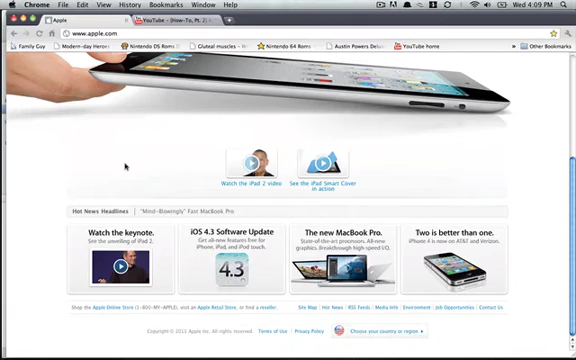 Chrome File Edit View History Bookmarks Window Help
Wed 4:09 PM
Apple
YouTube - [How-To, Pt. 2]
www.apple.com
Family Guy Modern-day Heroes Nintendo DS Roms Gluteal muscles Nintendo 64 Roms Austin Powers Deluxe YouTube home Other Bookmarks
Watch the iPad 2 video
See the iPad Smart Cover
in action
Hot News Headlines "Mind-Blowingly" Fast MacBook Pro
Watch the keynote.
See the unveiling of iPad 2.
iOS 4.3 Software Update
Get all-new features free for
iPhone, iPad, and iPod touch.
4.3
The new MacBook Pro.
State-of-the-art processors. All-new
graphics. Breakthrough high-speed I/O.
Two is better than one.
iPhone 4 is now on AT&T and Verizon.
Shop the Apple Online Store (1-800-MY-APPLE), visit an Apple Retail Store, or find a reseller.
Site Map Hot News RSS Feeds Media Info Environment Job Opportunities Contact Us
Copyright © 2011 Apple Inc. All rights reserved. Terms of Use Privacy Policy Choose your country or region